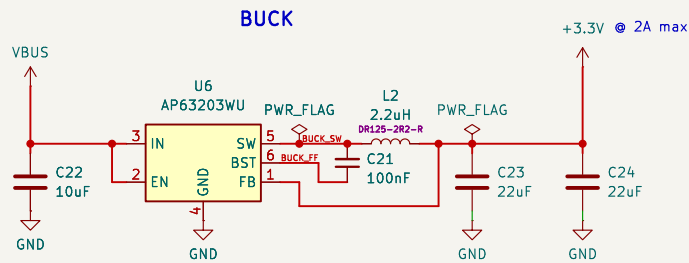 BUCK
+3.3V @ 2A max
VBUS
U6
AP63203WU
PWR_FLAG
L2
2.2uH
DR125-2R2-R
PWR_FLAG
3 IN
SW 5
BUCK_SW
BST 6
BUCK_FF
2 EN
FB 1
GND
4
C21
100nF
C22
10uF
C23
22uF
C24
22uF
GND
GND
GND
GND